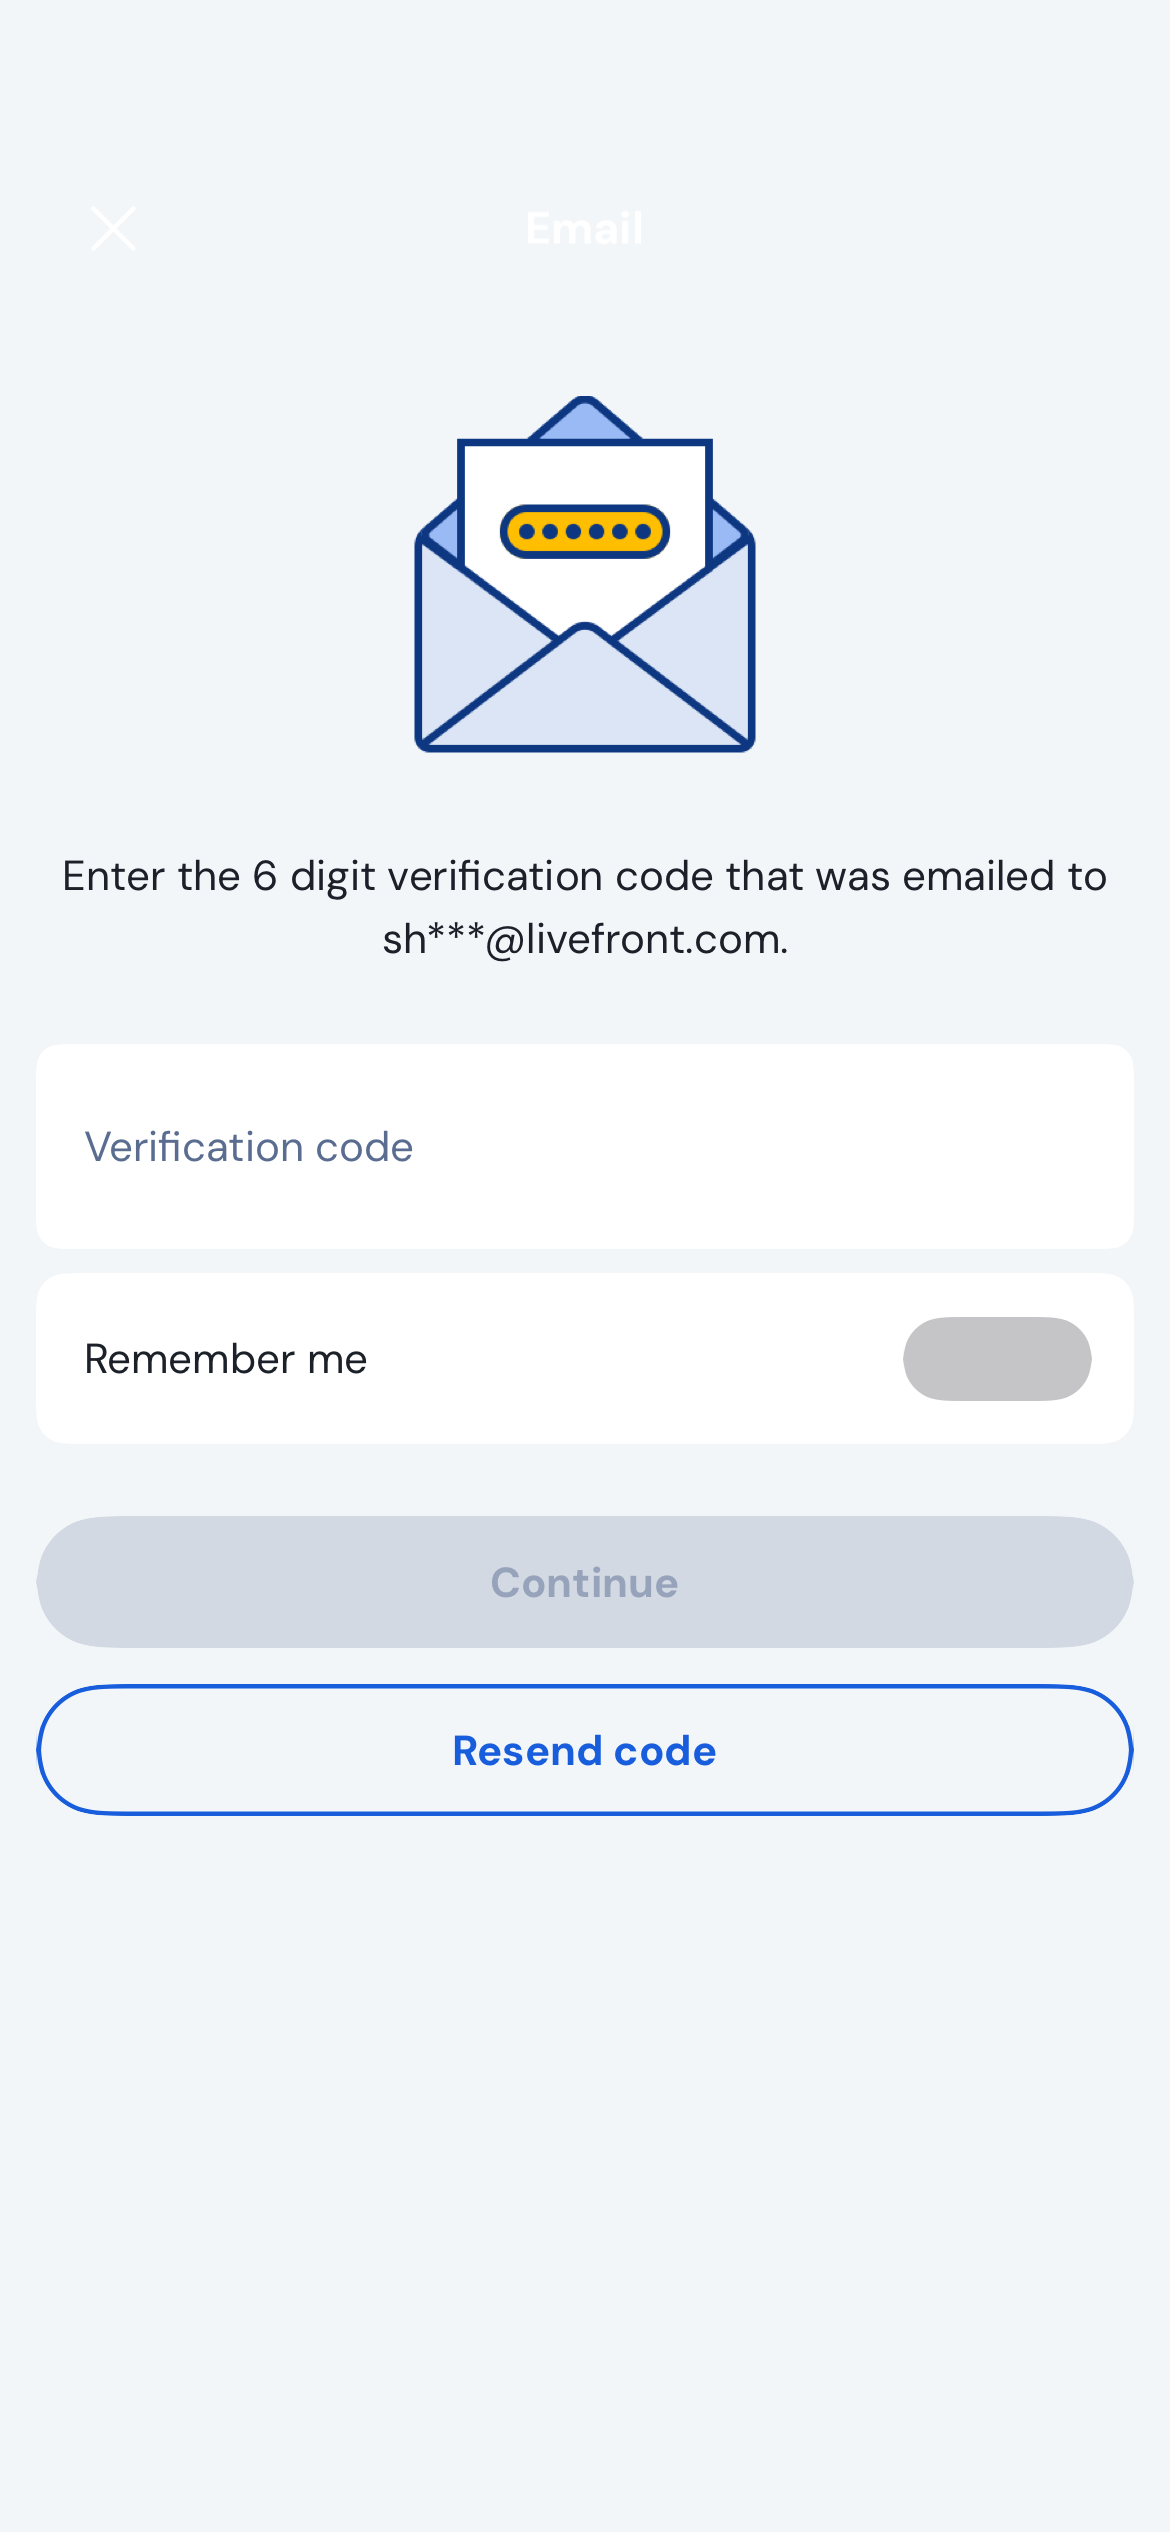 Email
Enter the 6 digit verification code that was emailed to
sh***@livefront.com.
Verification code
Remember me
Continue
Resend code